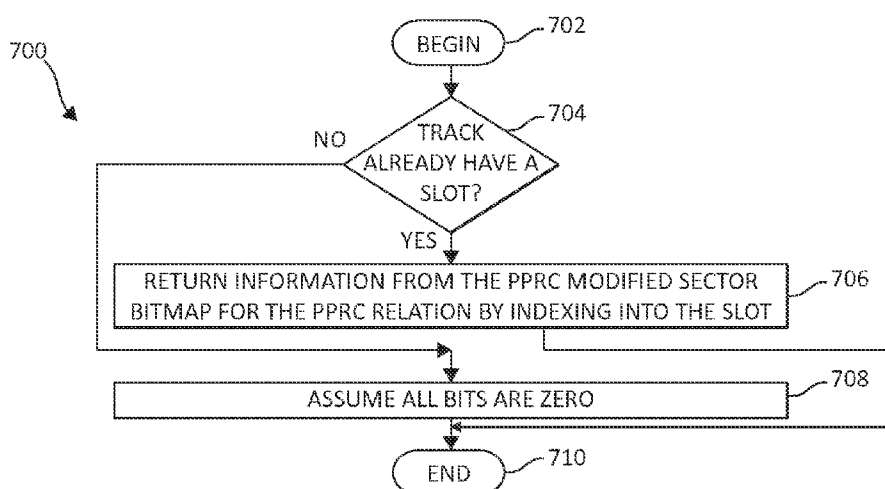 700
BEGIN
702
TRACK
ALREADY HAVE A
SLOT?
704
NO
YES
RETURN INFORMATION FROM THE PPRC MODIFIED SECTOR
BITMAP FOR THE PPRC RELATION BY INDEXING INTO THE SLOT
706
ASSUME ALL BITS ARE ZERO
708
END
710